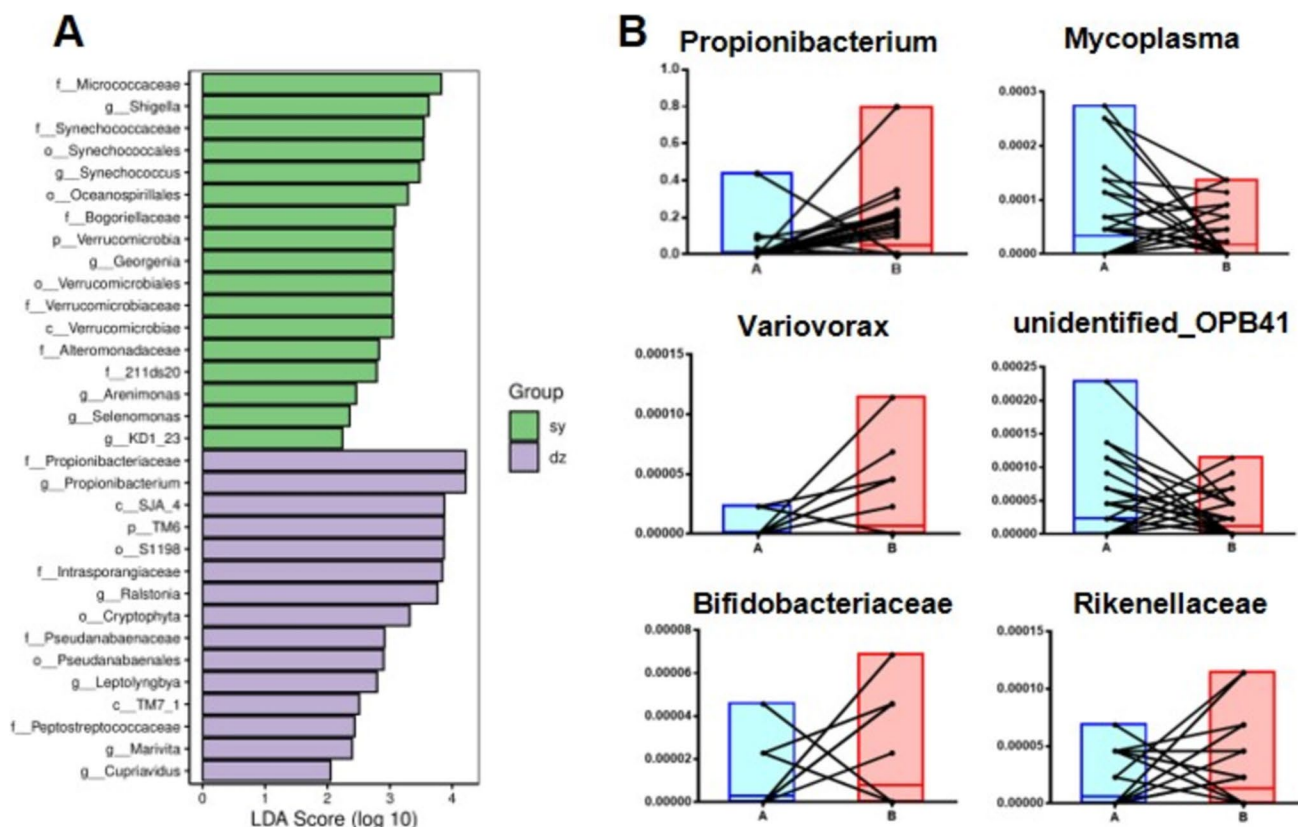 A
f__Micrococcaceae
g__Shigella
f__Synechococcaceae
o__Synechococcales
g__Synechococcus
o__Oceanospirillales
f__Bogoriellaceae
p__Verrucomicrobia
g__Georgenia
o__Verrucomicrobiales
f__Verrucomicrobiaceae
c__Verrucomicrobiae
f__Alteromonadaceae
f__211ds20
g__Arenimonas
g__Selenomonas
g__KD1_23
f__Propionibacteriaceae
g__Propionibacterium
c__SJA_4
p__TM6
o__S1198
f__Intrasporangiaceae
g__Ralstonia
o__Cryptophyta
f__Pseudanabaenaceae
o__Pseudanabaenales
g__Leptolyngbya
c__TM7_1
f__Peptostreptococcaceae
g__Marivita
g__Cupriavidus
0 1 2 3 4
LDA Score (log 10)
Group
sy
dz
B
Propionibacterium
1.0
0.8
0.6
0.4
0.2
0.0
A B
Mycoplasma
0.0003
0.0002
0.0001
0.0000
A B
Variovorax
0.00015
0.00010
0.00005
0.00000
A B
unidentified_OPB41
0.00025
0.00020
0.00015
0.00010
0.00005
0.00000
A B
Bifidobacteriaceae
0.00008
0.00006
0.00004
0.00002
0.00000
A B
Rikenellaceae
0.00015
0.00010
0.00005
0.00000
A B